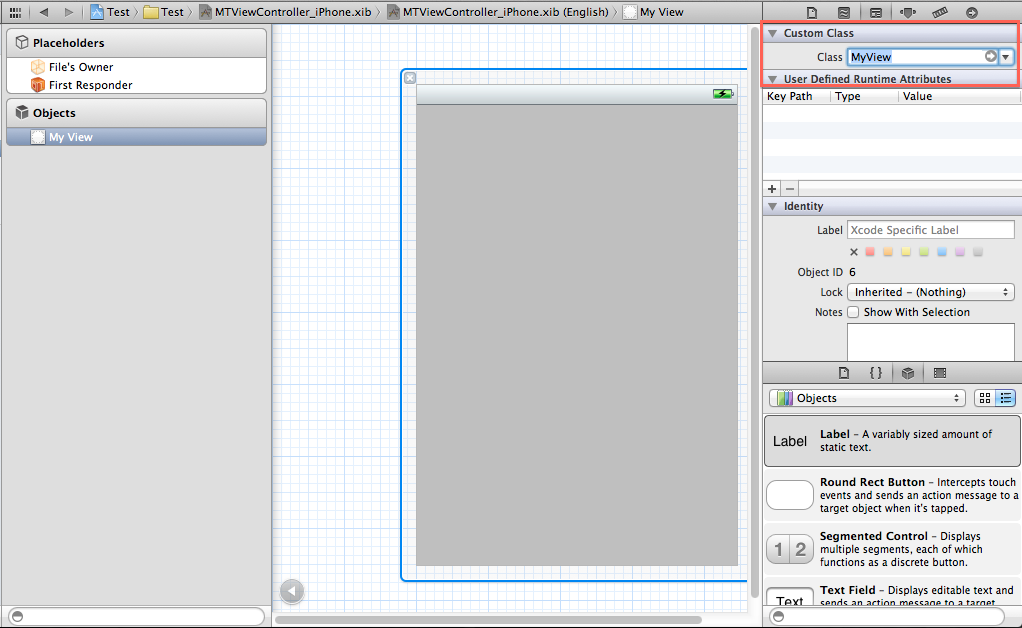 Test Test MTViewController_iPhone.xib MTViewController_iPhone.xib (English) My View
Placeholders
File's Owner
First Responder
Objects
My View
Custom Class
Class MyView
User Defined Runtime Attributes
Key Path Type Value
+ −
Identity
Label Xcode Specific Label
Object ID 6
Lock Inherited - (Nothing)
Notes Show With Selection
{ }
Objects
Label Label - A variably sized amount of
static text.
Round Rect Button - Intercepts touch
events and sends an action message to a
target object when it's tapped.
1 2 Segmented Control - Displays
multiple segments, each of which
functions as a discrete button.
Text Text Field - Displays editable text and
sends an action message to a target